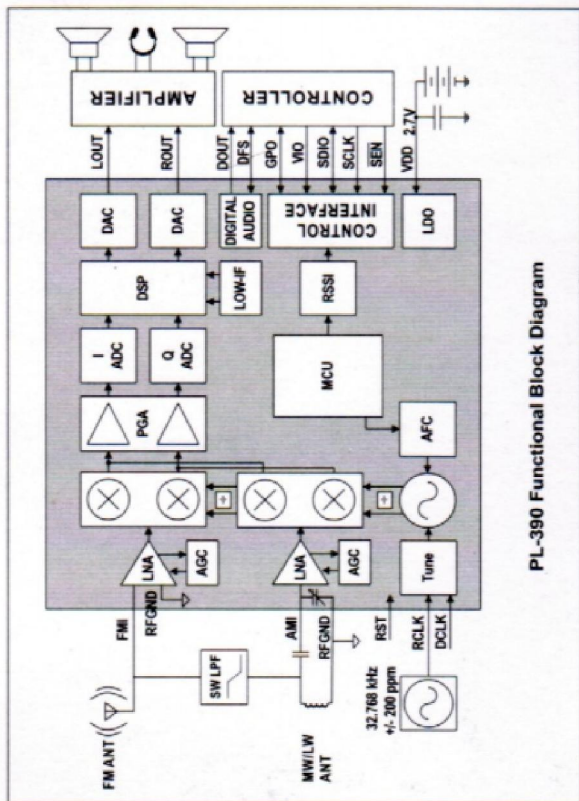 FM ANT
FMI
RFGND
LNA
AGC
PGA
I
ADC
Q
ADC
DSP
LOW-IF
DAC
DAC
LOUT
ROUT
AMPLIFIER
SW LPF
MW/LW
ANT
AMI
RFGND
LNA
AGC
MCU
RSSI
DIGITAL
AUDIO
CONTROL
INTERFACE
DOUT
DFS
GPO
VIO
SDIO
SCLK
SEN
CONTROLLER
32.768 kHz
+/- 200 ppm
RST
RCLK
DCLK
Tune
AFC
LDO
VDD
2.7V
PL-390 Functional Block Diagram